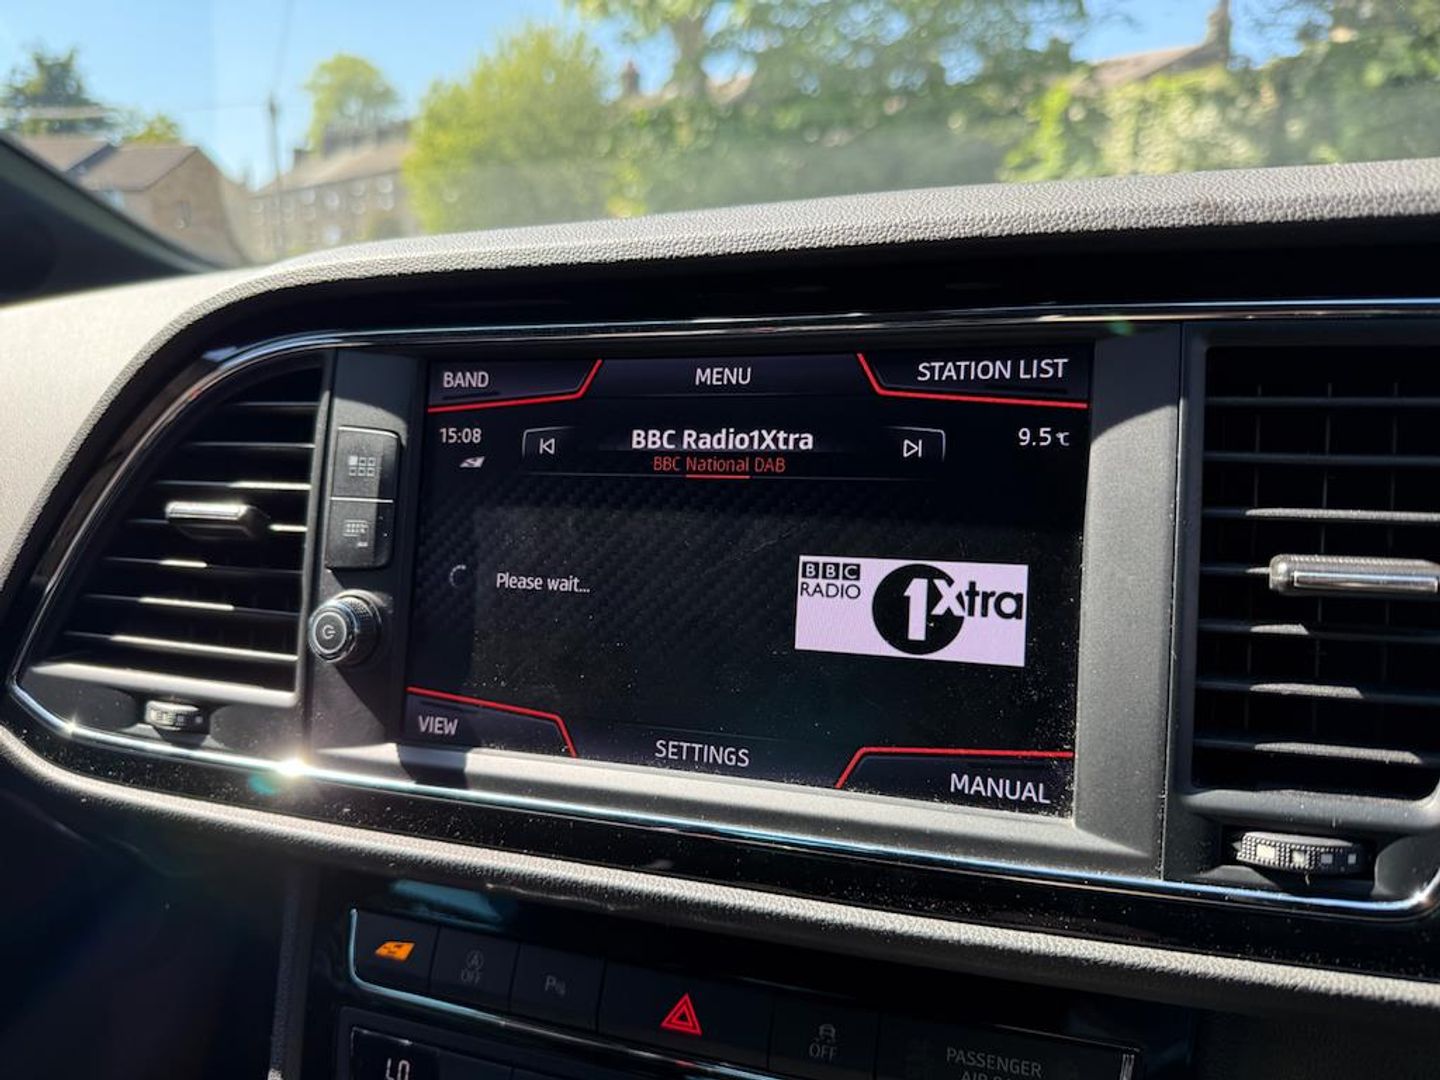 BAND
MENU
STATION LIST
15:08
BBC Radio1Xtra
9.5℃
BBC National DAB
Please wait...
BBC
RADIO
1Xtra
VIEW
SETTINGS
MANUAL
A
OFF
P
OFF
PASSENGER
LO